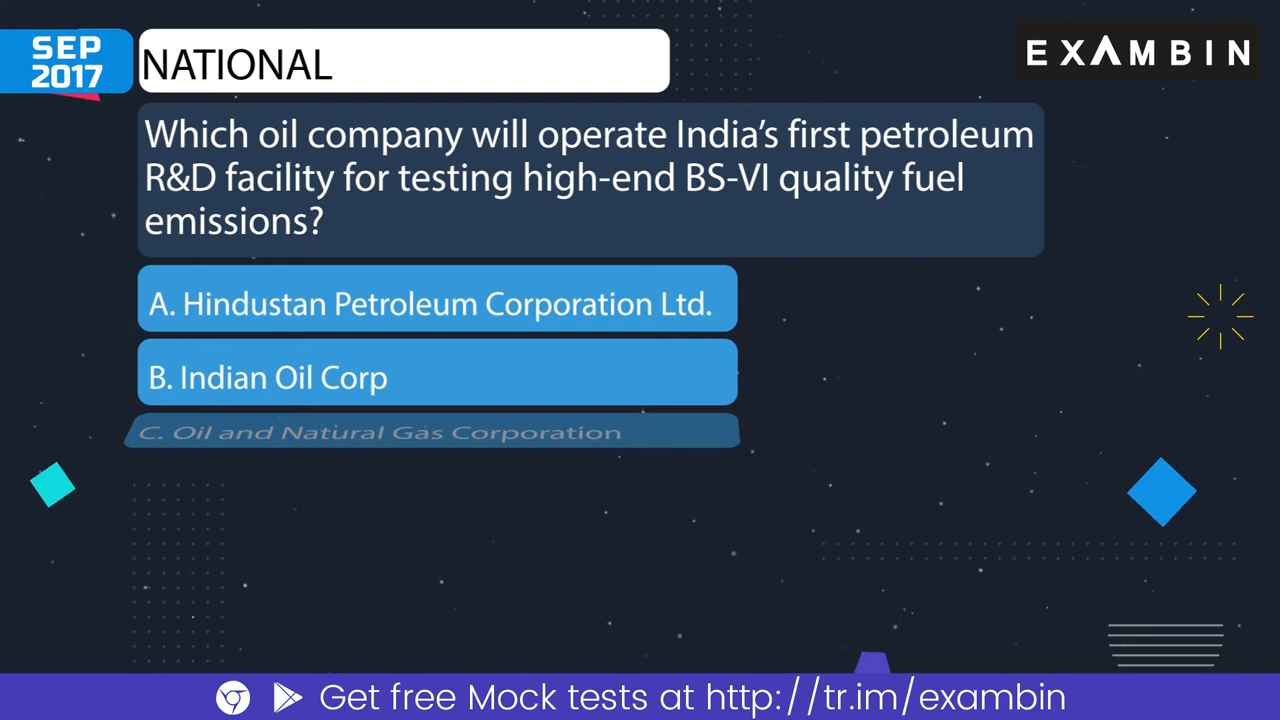 SEP
2017
NATIONAL
EXAMBIN
Which oil company will operate India’s first petroleum
R&D facility for testing high-end BS-VI quality fuel
emissions?
A. Hindustan Petroleum Corporation Ltd.
B. Indian Oil Corp
C. Oil and Natural Gas Corporation
Get free Mock tests at http://tr.im/exambin